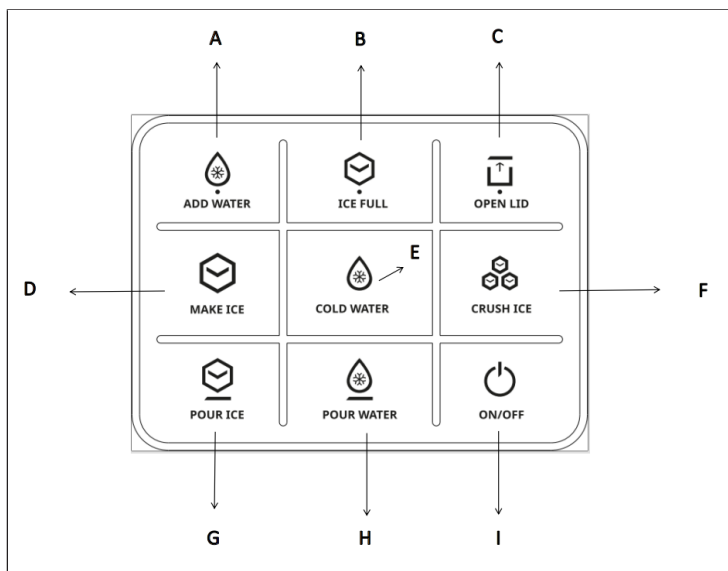 A B C
ADD WATER ICE FULL OPEN LID
E
D F
MAKE ICE COLD WATER CRUSH ICE
POUR ICE POUR WATER ON/OFF
G H I